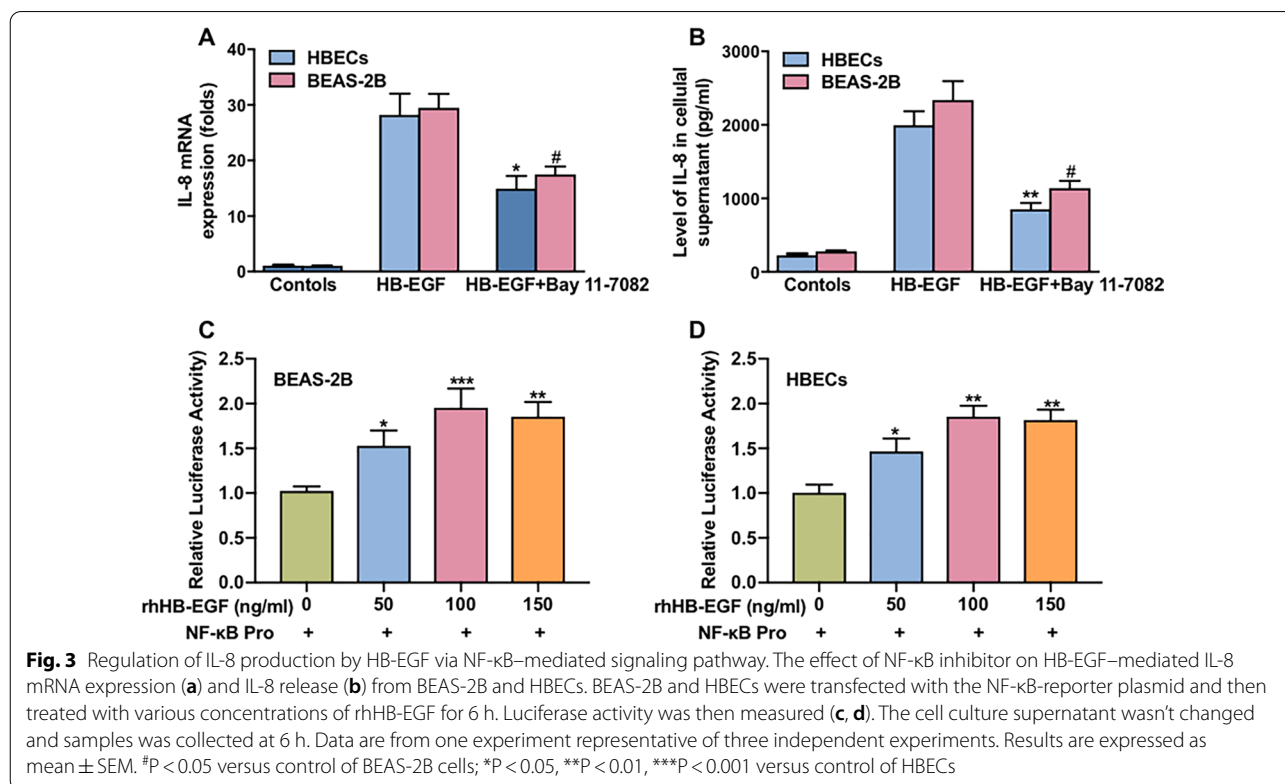 A
B
HBECs
BEAS-2B
IL-8 mRNA
expression (folds)
40
30
20
10
0
*
#
Contols
HB-EGF
HB-EGF+Bay 11-7082
HBECs
BEAS-2B
Level of IL-8 in cellular
supernatant (pg/ml)
3000
2000
1000
0
**
#
Contols
HB-EGF
HB-EGF+Bay 11-7082
C
BEAS-2B
Relative Luciferase Activity
2.5
2.0
1.5
1.0
0.5
0.0
*
***
**
rhHB-EGF (ng/ml) 0 50 100 150
NF-κB Pro + + + +
D
HBECs
Relative Luciferase Activity
2.5
2.0
1.5
1.0
0.5
0.0
*
**
**
rhHB-EGF (ng/ml) 0 50 100 150
NF-κB Pro + + + +
Fig. 3 Regulation of IL-8 production by HB-EGF via NF-κB–mediated signaling pathway. The effect of NF-κB inhibitor on HB-EGF–mediated IL-8
mRNA expression (a) and IL-8 release (b) from BEAS-2B and HBECs. BEAS-2B and HBECs were transfected with the NF-κB-reporter plasmid and then
treated with various concentrations of rhHB-EGF for 6 h. Luciferase activity was then measured (c, d). The cell culture supernatant wasn't changed
and samples was collected at 6 h. Data are from one experiment representative of three independent experiments. Results are expressed as
mean ± SEM. #P < 0.05 versus control of BEAS-2B cells; *P < 0.05, **P < 0.01, ***P < 0.001 versus control of HBECs